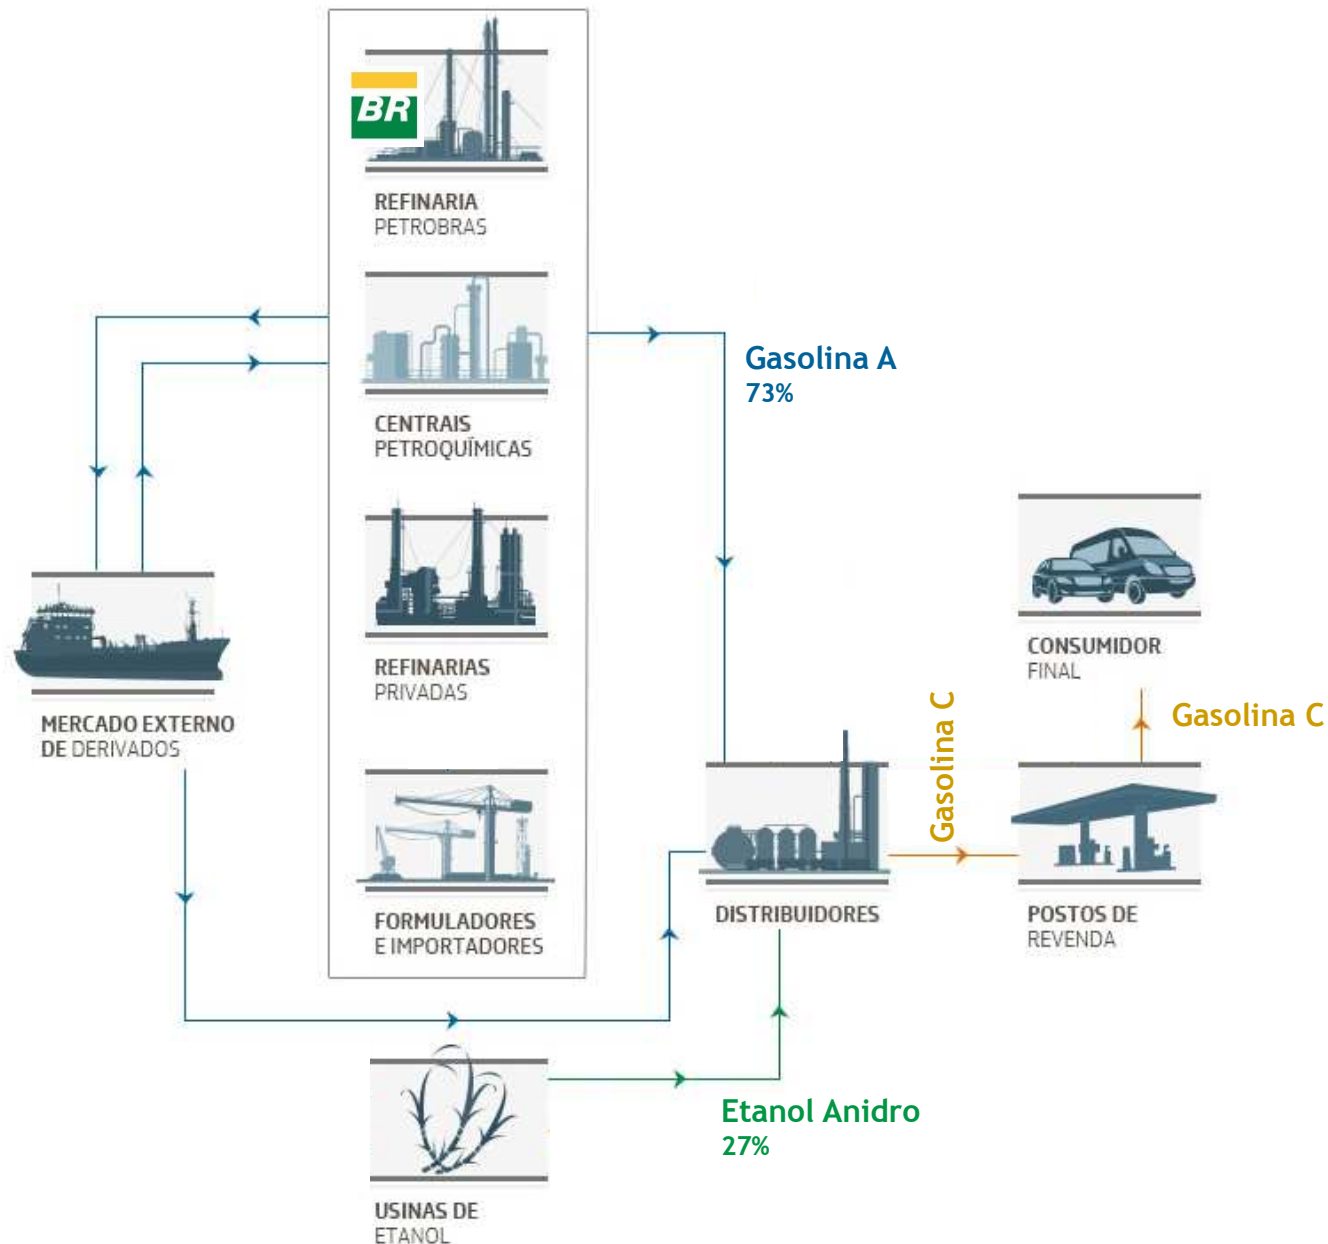 BR
REFINARIA
PETROBRAS
CENTRAIS
PETROQUÍMICAS
REFINARIAS
PRIVADAS
FORMULADORES
E IMPORTADORES
MERCADO EXTERNO
DE DERIVADOS
Gasolina A
73%
DISTRIBUIDORES
Gasolina C
POSTOS DE
REVENDA
Gasolina C
CONSUMIDOR
FINAL
Etanol Anidro
27%
USINAS DE
ETANOL